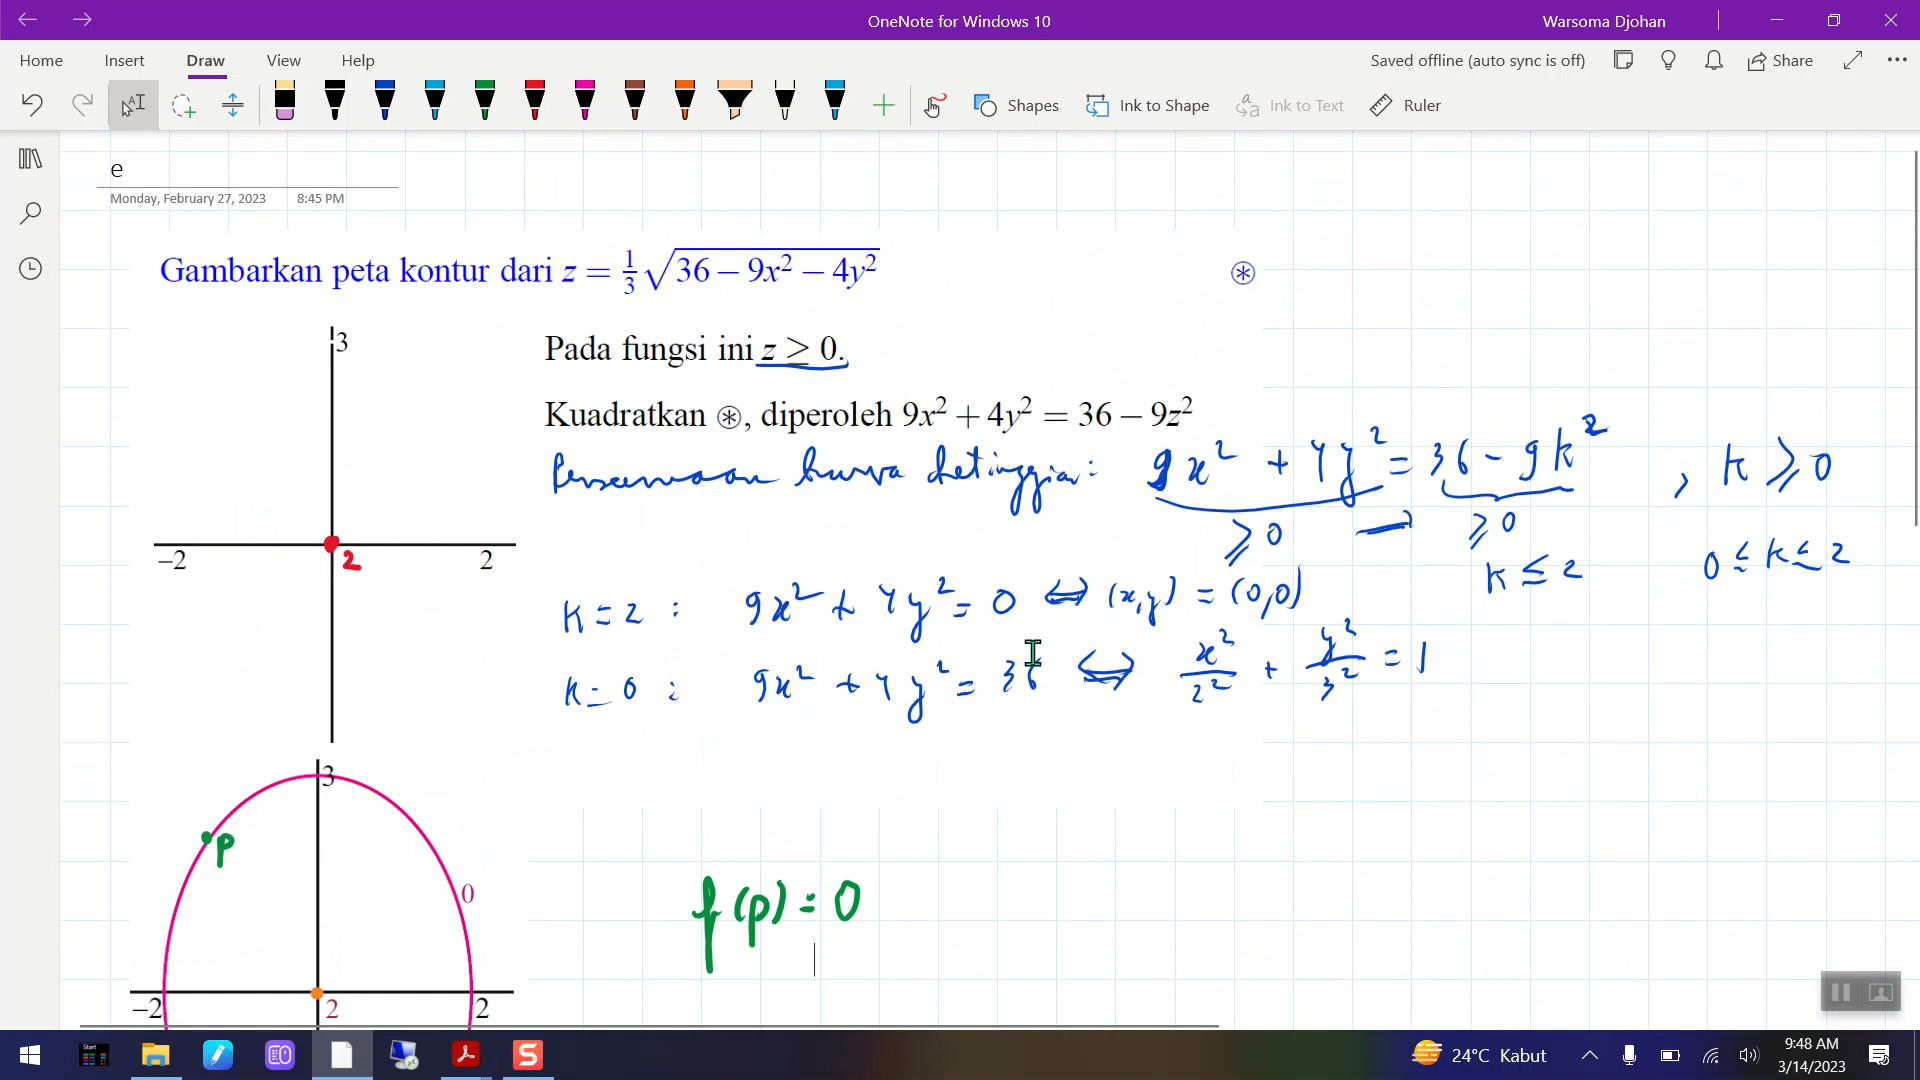 OneNote for Windows 10
Warsoma Djohan
Home Insert Draw View Help
Saved offline (auto sync is off) Share
Shapes Ink to Shape Ink to Text Ruler
e
Monday, February 27, 2023 8:45 PM
Gambarkan peta kontur dari z = 1/3 √(36 − 9x² − 4y²) ⊛
3
Pada fungsi ini z ≥ 0.
Kuadratkan ⊛, diperoleh 9x² + 4y² = 36 − 9z²
Persamaan kurva ketinggian: 9x² + 4y² = 36 − 9k², k ≥ 0
≥ 0 → ≥ 0
k ≤ 2 0 ≤ k ≤ 2
−2 2 2
k = 2 : 9x² + 4y² = 0 ⇔ (x,y) = (0,0)
k = 0 : 9x² + 4y² = 36 ⇔ x²/2² + y²/3² = 1
3
p
0
f(p) = 0
−2 2 2
Start
24°C Kabut
9:48 AM
3/14/2023